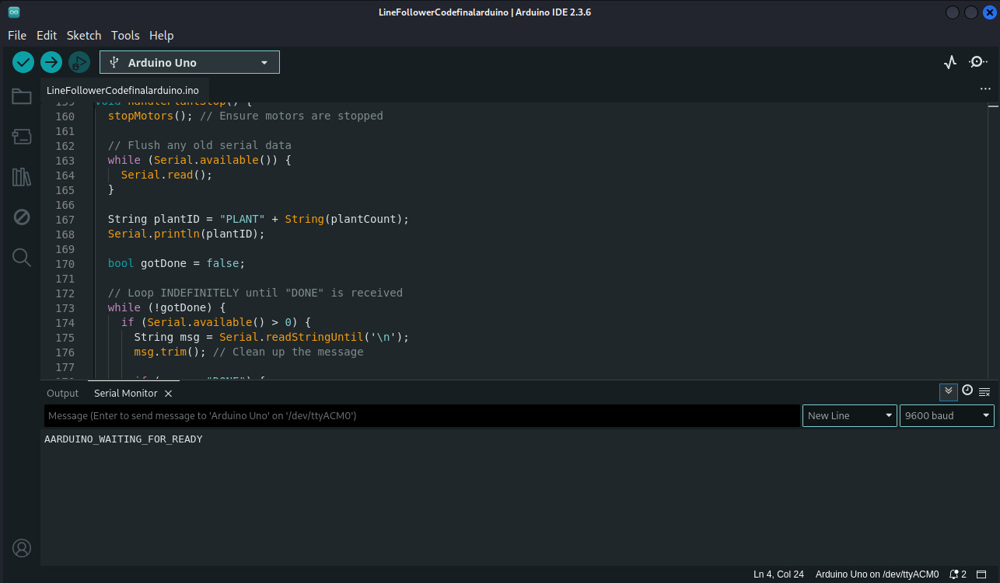 LineFollowerCodefinalarduino | Arduino IDE 2.3.6
File Edit Sketch Tools Help
Arduino Uno
LineFollowerCodefinalarduino.ino
159 void handlePlantStop() {
160 stopMotors(); // Ensure motors are stopped
161
162 // Flush any old serial data
163 while (Serial.available()) {
164 Serial.read();
165 }
166
167 String plantID = "PLANT" + String(plantCount);
168 Serial.println(plantID);
169
170 bool gotDone = false;
171
172 // Loop INDEFINITELY until "DONE" is received
173 while (!gotDone) {
174 if (Serial.available() > 0) {
175 String msg = Serial.readStringUntil('\n');
176 msg.trim(); // Clean up the message
177
Output Serial Monitor
Message (Enter to send message to 'Arduino Uno' on '/dev/ttyACM0')
New Line 9600 baud
AARDUINO_WAITING_FOR_READY
Ln 4, Col 24 Arduino Uno on /dev/ttyACM0 2